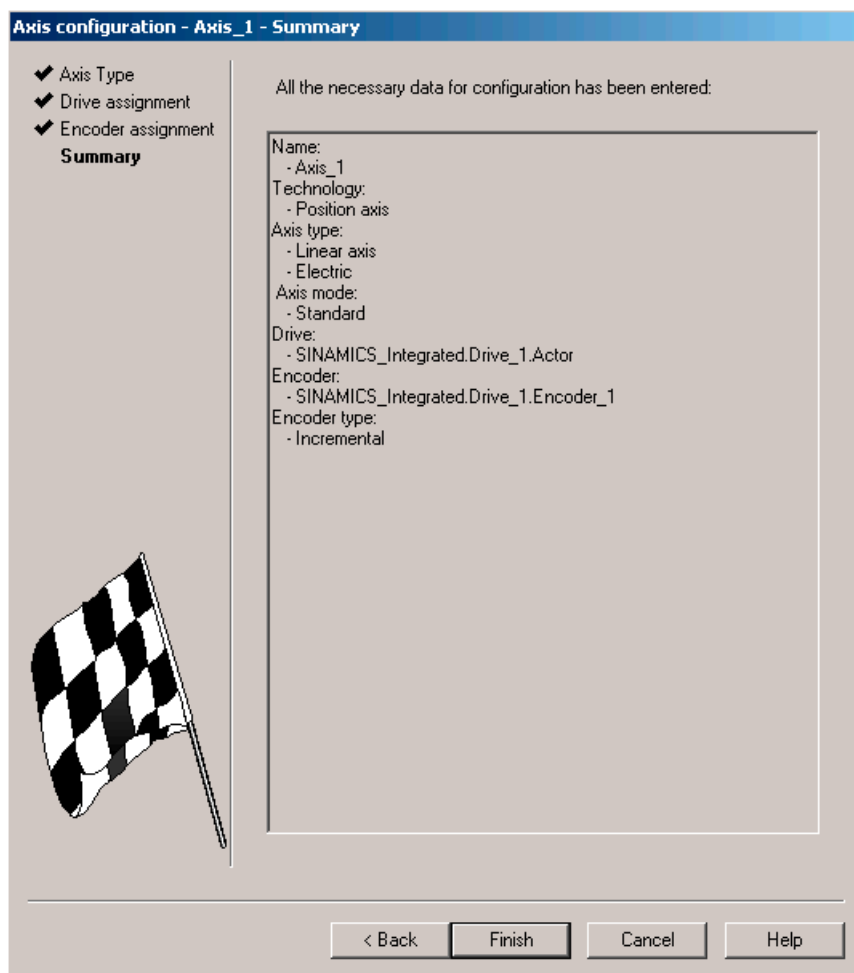 Axis configuration - Axis_1 - Summary
Axis Type
Drive assignment
Encoder assignment
Summary
All the necessary data for configuration has been entered:
Name:
- Axis_1
Technology:
- Position axis
Axis type:
- Linear axis
- Electric
Axis mode:
- Standard
Drive:
- SINAMICS_Integrated.Drive_1.Actor
Encoder:
- SINAMICS_Integrated.Drive_1.Encoder_1
Encoder type:
- Incremental
< Back
Finish
Cancel
Help